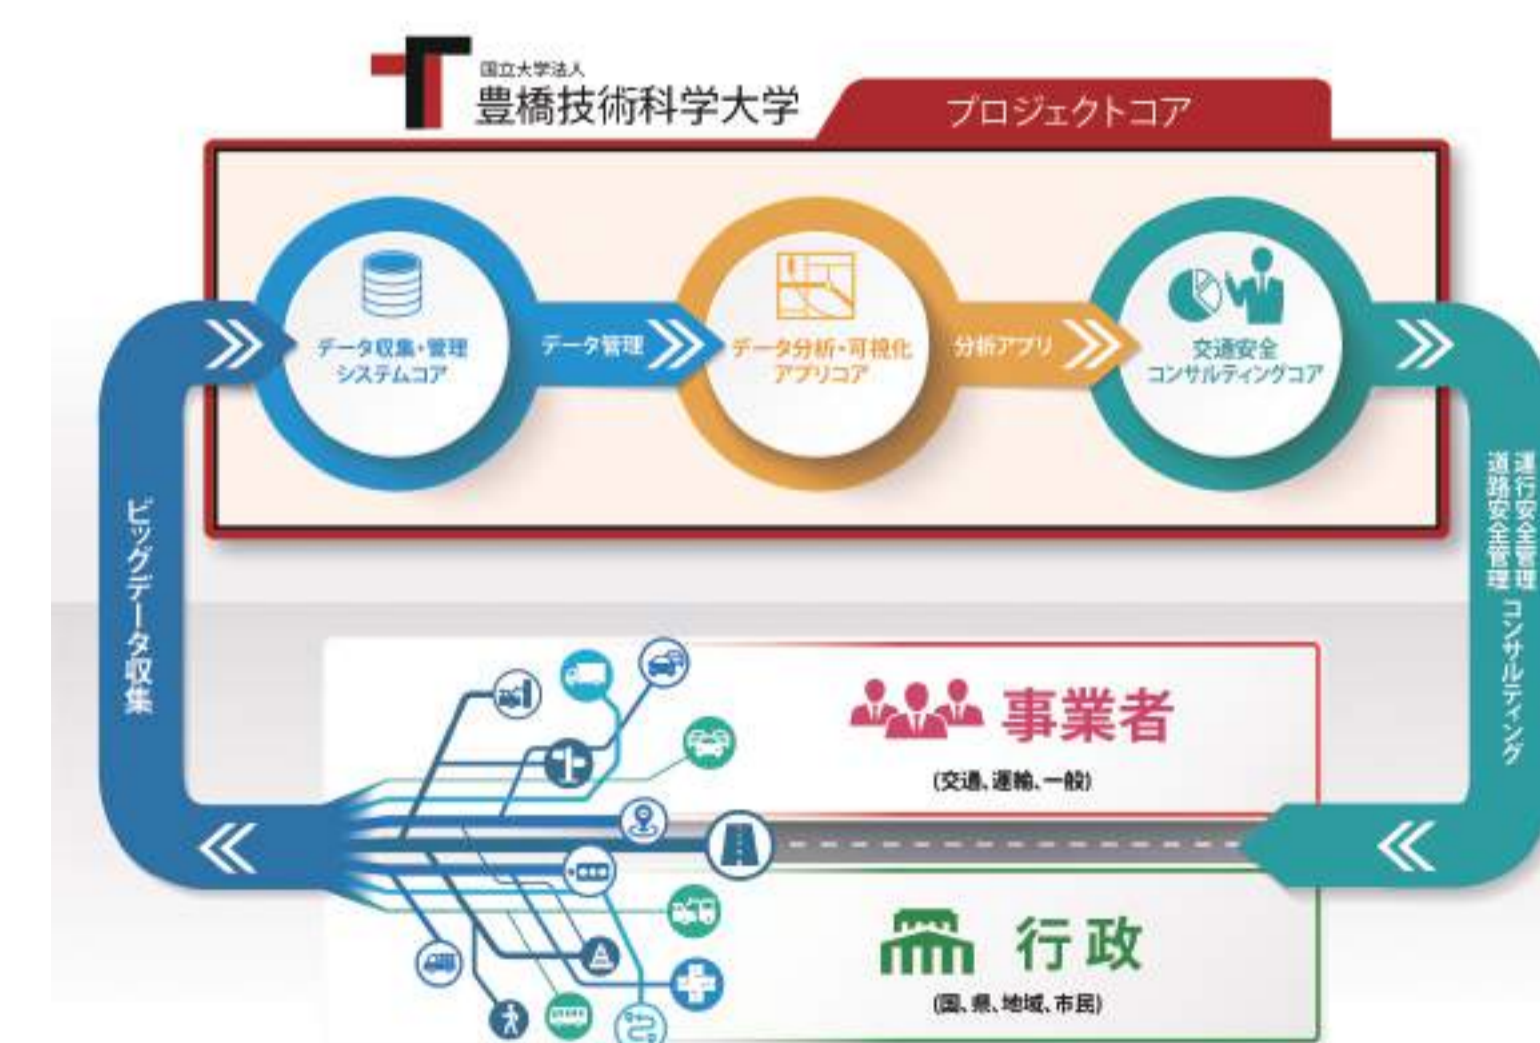 国立大学法人
豊橋技術科学大学
プロジェクトコア
データ収集・管理
システムコア
データ管理
データ分析・可視化
アプリコア
分析アプリ
交通安全
コンサルティングコア
ビッグデータ収集
運行安全管理
道路安全管理
コンサルティング
事業者
(交通、運輸、一般)
行政
(国、県、地域、市民)